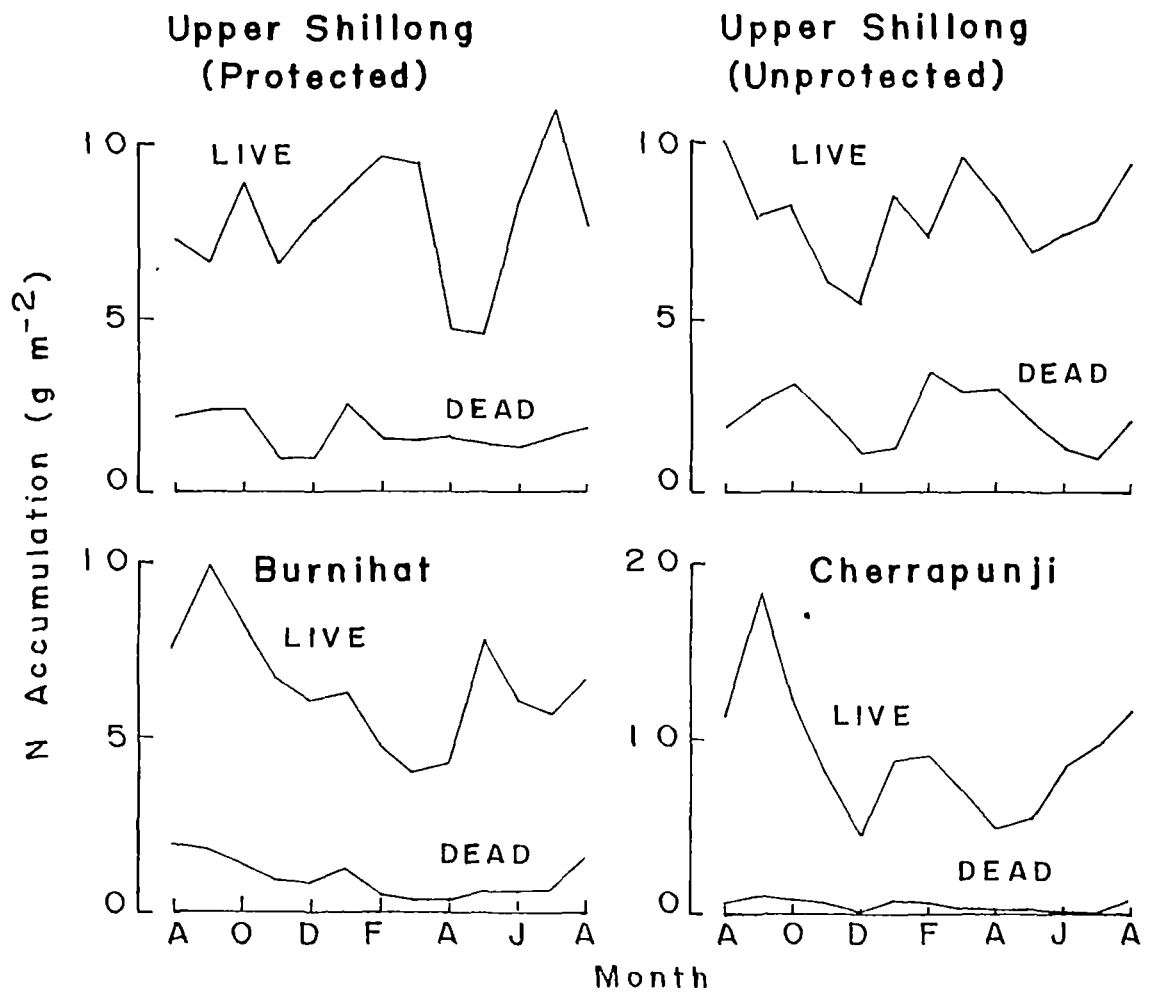 Upper Shillong
(Protected)
Upper Shillong
(Unprotected)
N Accumulation (g m⁻²)
10
5
0
LIVE
DEAD
10
5
0
LIVE
DEAD
Burnihat
10
5
0
LIVE
DEAD
A O D F A J A
Cherrapunji
20
10
0
LIVE
DEAD
A O D F A J A
Month